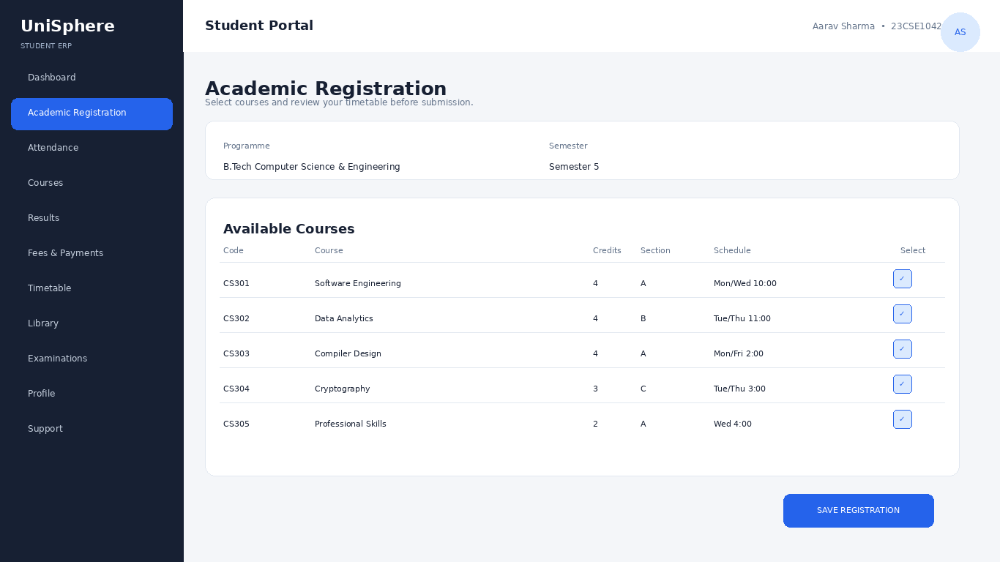 UniSphere
STUDENT ERP
Dashboard
Academic Registration
Attendance
Courses
Results
Fees & Payments
Timetable
Library
Examinations
Profile
Support
Student Portal
Aarav Sharma • 23CSE1042
AS
Academic Registration
Select courses and review your timetable before submission.
Programme Semester
B.Tech Computer Science & Engineering Semester 5
Available Courses
Code Course Credits Section Schedule Select
CS301 Software Engineering 4 A Mon/Wed 10:00 ✓
CS302 Data Analytics 4 B Tue/Thu 11:00 ✓
CS303 Compiler Design 4 A Mon/Fri 2:00 ✓
CS304 Cryptography 3 C Tue/Thu 3:00 ✓
CS305 Professional Skills 2 A Wed 4:00 ✓
SAVE REGISTRATION